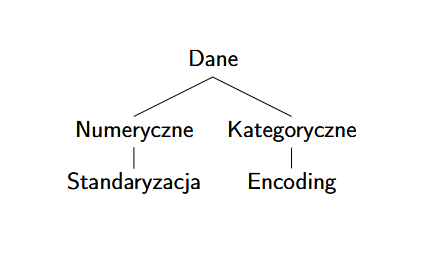 Dane
Numeryczne Kategoryczne
Standaryzacja Encoding